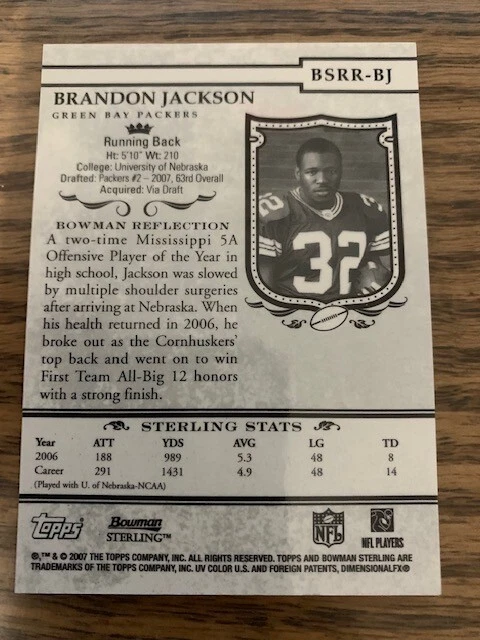 BSRR-BJ
BRANDON JACKSON
GREEN BAY PACKERS
Running Back
Ht: 5'10" Wt: 210
College: University of Nebraska
Drafted: Packers #2 – 2007, 63rd Overall
Acquired: Via Draft
32
BOWMAN REFLECTION
A two-time Mississippi 5A
Offensive Player of the Year in
high school, Jackson was slowed
by multiple shoulder surgeries
after arriving at Nebraska. When
his health returned in 2006, he
broke out as the Cornhuskers'
top back and went on to win
First Team All-Big 12 honors
with a strong finish.
STERLING STATS
Year ATT YDS AVG LG TD
2006 188 989 5.3 48 8
Career 291 1431 4.9 48 14
(Played with U. of Nebraska-NCAA)
Topps Bowman STERLING™ NFL NFL PLAYERS
®,™ & © 2007 THE TOPPS COMPANY, INC. ALL RIGHTS RESERVED. TOPPS AND BOWMAN STERLING ARE
TRADEMARKS OF THE TOPPS COMPANY, INC. UV COLOR U.S. AND FOREIGN PATENTS, DIMENSIONALFX®